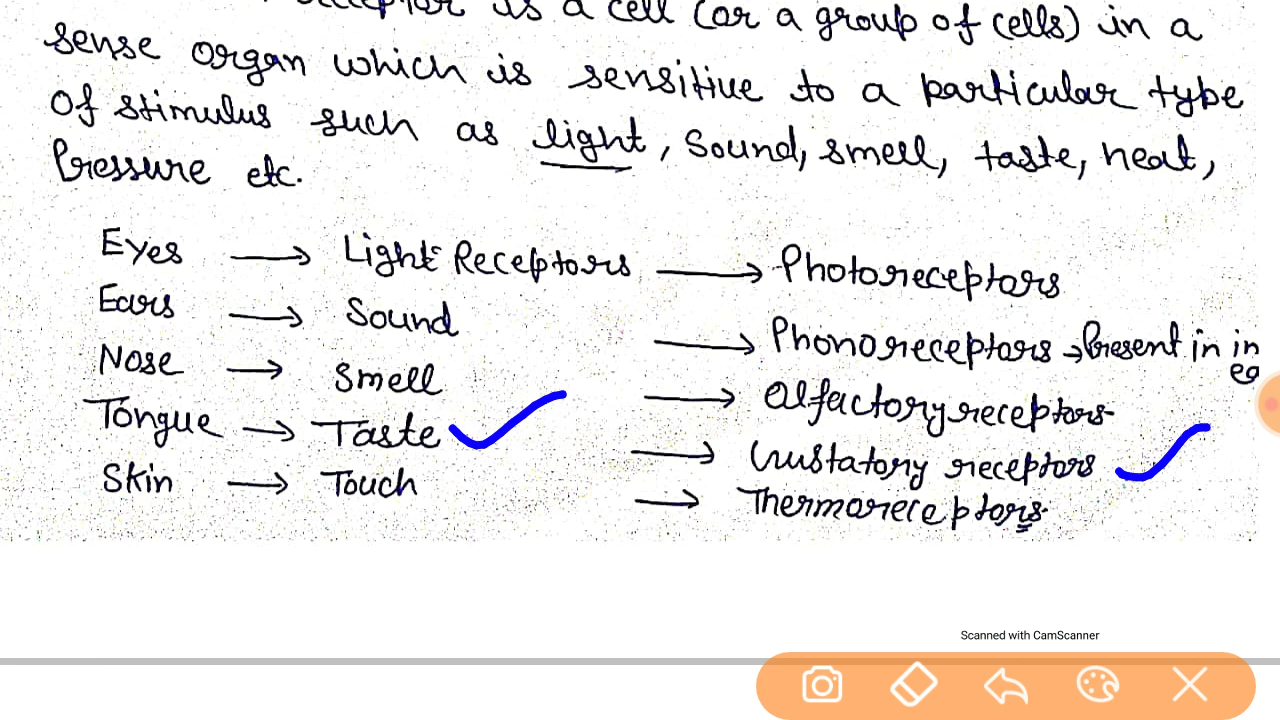 Receptor is a cell (or a group of cells) in a
sense organ which is sensitive to a particular type
of stimulus such as light, sound, smell, taste, heat,
Pressure etc.
Eyes → Light Receptors → Photoreceptors
Ears → Sound → Phonoreceptors → Present in in
Nose → Smell → Olfactory receptors
Tongue → Taste → Gustatory receptors
Skin → Touch → Thermoreceptors
Scanned with CamScanner